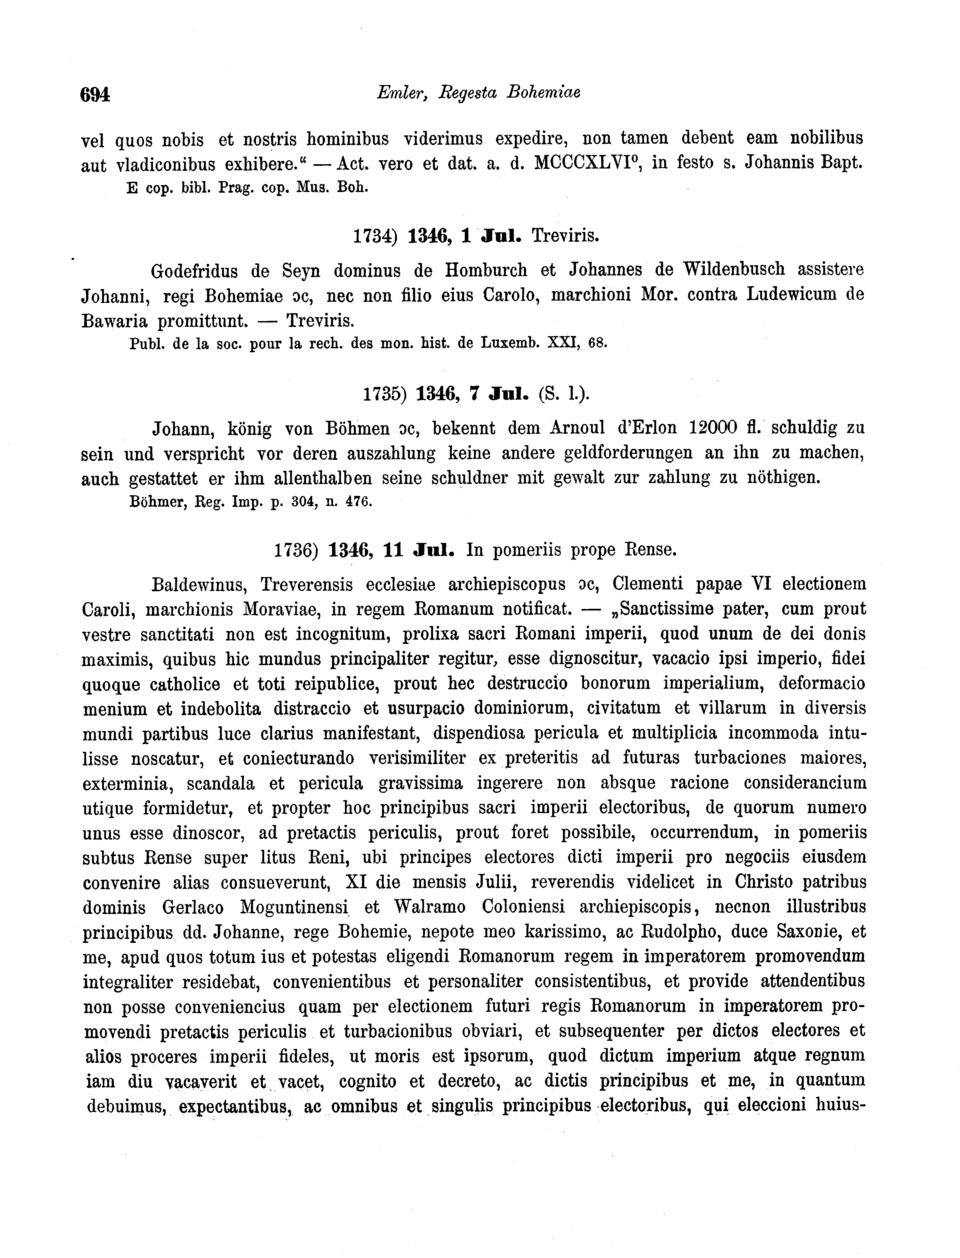 694 Emler, Regesta Bohemiae
vel quos nobis et nostris hominibus viderimus expedire, non tamen debent eam nobilibus
aut vladiconibus exhibere.“ — Act. vero et dat. a. d. MCCCXLVI⁰, in festo s. Johannis Bapt.
E cop. bibl. Prag. cop. Mus. Boh.
1734) 1346, 1 Jul. Treviris.
Godefridus de Seyn dominus de Homburch et Johannes de Wildenbusch assistere
Johanni, regi Bohemiae ɔc, nec non filio eius Carolo, marchioni Mor. contra Ludewicum de
Bawaria promittunt. — Treviris.
Publ. de la soc. pour la rech. des mon. hist. de Luxemb. XXI, 68.
1735) 1346, 7 Jul. (S. l.).
Johann, könig von Böhmen ɔc, bekennt dem Arnoul d'Erlon 12000 fl. schuldig zu
sein und verspricht vor deren auszahlung keine andere geldforderungen an ihn zu machen,
auch gestattet er ihm allenthalben seine schuldner mit gewalt zur zahlung zu nöthigen.
Böhmer, Reg. Imp. p. 304, n. 476.
1736) 1346, 11 Jul. In pomeriis prope Rense.
Baldewinus, Treverensis ecclesiae archiepiscopus ɔc, Clementi papae VI electionem
Caroli, marchionis Moraviae, in regem Romanum notificat. — „Sanctissime pater, cum prout
vestre sanctitati non est incognitum, prolixa sacri Romani imperii, quod unum de dei donis
maximis, quibus hic mundus principaliter regitur, esse dignoscitur, vacacio ipsi imperio, fidei
quoque catholice et toti reipublice, prout hec destruccio bonorum imperialium, deformacio
menium et indebolita distraccio et usurpacio dominiorum, civitatum et villarum in diversis
mundi partibus luce clarius manifestant, dispendiosa pericula et multiplicia incommoda intu-
lisse noscatur, et coniecturando verisimiliter ex preteritis ad futuras turbaciones maiores,
exterminia, scandala et pericula gravissima ingerere non absque racione considerancium
utique formidetur, et propter hoc principibus sacri imperii electoribus, de quorum numero
unus esse dinoscor, ad pretactis periculis, prout foret possibile, occurrendum, in pomeriis
subtus Rense super litus Reni, ubi principes electores dicti imperii pro negociis eiusdem
convenire alias consueverunt, XI die mensis Julii, reverendis videlicet in Christo patribus
dominis Gerlaco Moguntinensi et Walramo Coloniensi archiepiscopis, necnon illustribus
principibus dd. Johanne, rege Bohemie, nepote meo karissimo, ac Rudolpho, duce Saxonie, et
me, apud quos totum ius et potestas eligendi Romanorum regem in imperatorem promovendum
integraliter residebat, convenientibus et personaliter consistentibus, et provide attendentibus
non posse conveniencius quam per electionem futuri regis Romanorum in imperatorem pro-
movendi pretactis periculis et turbacionibus obviari, et subsequenter per dictos electores et
alios proceres imperii fideles, ut moris est ipsorum, quod dictum imperium atque regnum
iam diu vacaverit et vacet, cognito et decreto, ac dictis principibus et me, in quantum
debuimus, expectantibus, ac omnibus et singulis principibus electoribus, qui eleccioni huius-